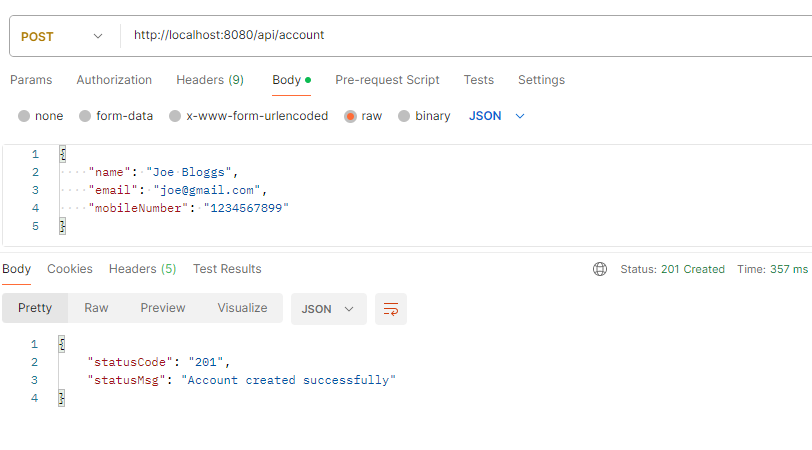 POST http://localhost:8080/api/account
Params Authorization Headers (9) Body Pre-request Script Tests Settings
none form-data x-www-form-urlencoded raw binary JSON
1 {
2 "name": "Joe Bloggs",
3 "email": "joe@gmail.com",
4 "mobileNumber": "1234567899"
5 }
Body Cookies Headers (5) Test Results Status: 201 Created Time: 357 ms
Pretty Raw Preview Visualize JSON
1 {
2 "statusCode": "201",
3 "statusMsg": "Account created successfully"
4 }